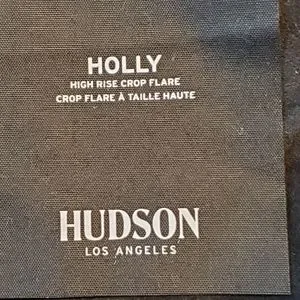 HOLLY
HIGH RISE CROP FLARE
CROP FLARE À TAILLE HAUTE
HUDSON
LOS ANGELES